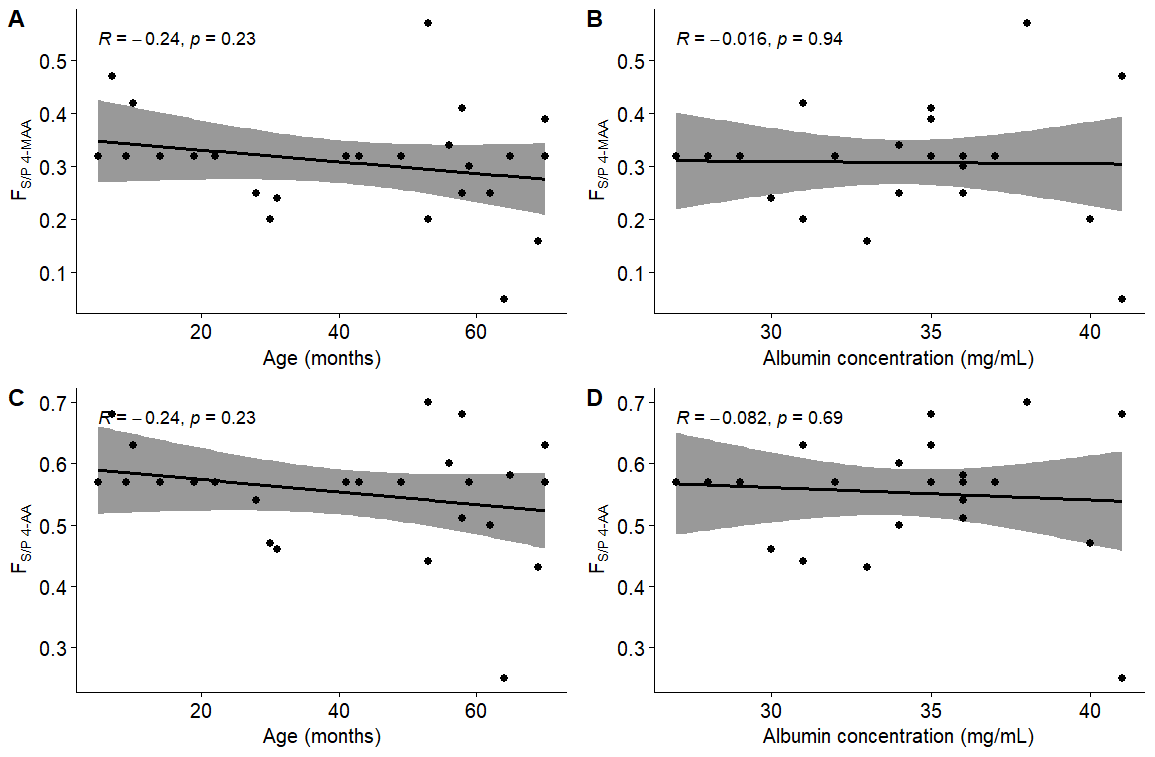 A
R = −0.24, p = 0.23
0.5
0.4
0.3
0.2
0.1
F S/P 4-MAA
20 40 60
Age (months)
B
R = −0.016, p = 0.94
0.5
0.4
0.3
0.2
0.1
F S/P 4-MAA
30 35 40
Albumin concentration (mg/mL)
C
R = −0.24, p = 0.23
0.7
0.6
0.5
0.4
0.3
F S/P 4-AA
20 40 60
Age (months)
D
R = −0.082, p = 0.69
0.7
0.6
0.5
0.4
0.3
F S/P 4-AA
30 35 40
Albumin concentration (mg/mL)